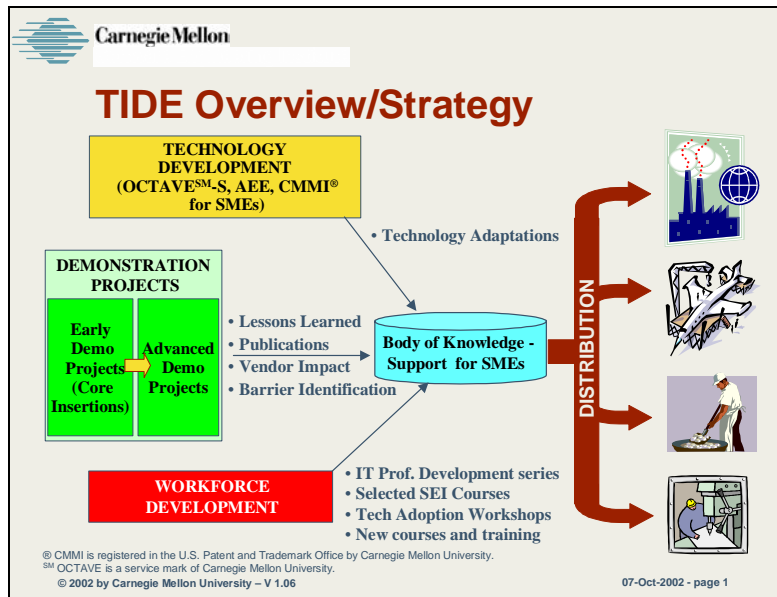 Carnegie Mellon
TIDE Overview/Strategy
TECHNOLOGY
DEVELOPMENT
(OCTAVE℠-S, AEE, CMMI®
for SMEs)
• Technology Adaptations
DEMONSTRATION
PROJECTS
Early
Demo
Projects
(Core
Insertions)
Advanced
Demo
Projects
• Lessons Learned
• Publications
• Vendor Impact
• Barrier Identification
Body of Knowledge -
Support for SMEs
DISTRIBUTION
WORKFORCE
DEVELOPMENT
• IT Prof. Development series
• Selected SEI Courses
• Tech Adoption Workshops
• New courses and training
® CMMI is registered in the U.S. Patent and Trademark Office by Carnegie Mellon University.
℠ OCTAVE is a service mark of Carnegie Mellon University.
© 2002 by Carnegie Mellon University – V 1.06
07-Oct-2002 - page 1